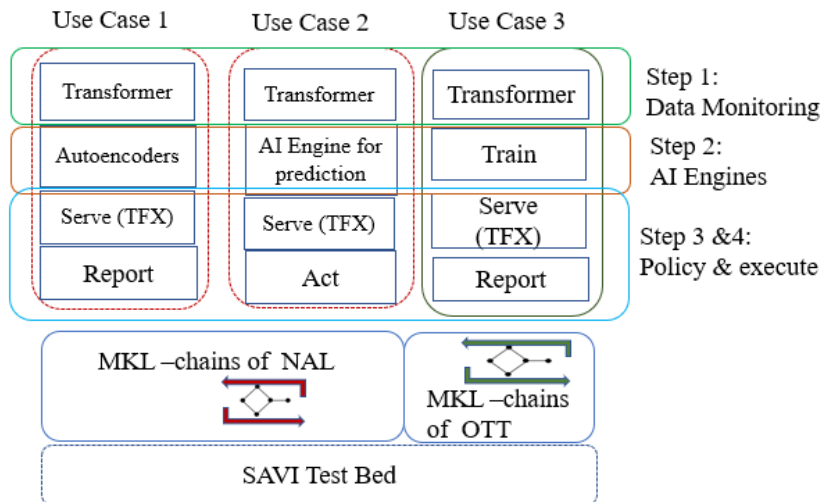 Use Case 1
Use Case 2
Use Case 3
Transformer
Transformer
Transformer
Step 1:
Data Monitoring
Autoencoders
AI Engine for
prediction
Train
Step 2:
AI Engines
Serve (TFX)
Serve (TFX)
Serve
(TFX)
Step 3 &4:
Policy & execute
Report
Act
Report
MKL –chains of NAL
MKL –chains
of OTT
SAVI Test Bed